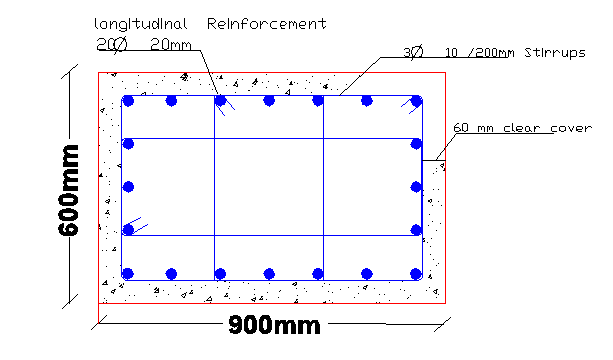 longitudinal Reinforcement
20Ø 20mm
3Ø 10 /200mm Stirrups
60 mm clear cover
600mm
900mm